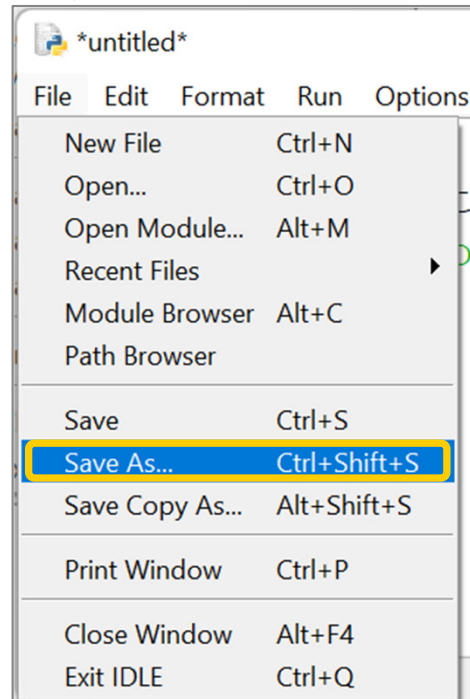 *untitled*
File Edit Format Run Options
New File Ctrl+N
Open... Ctrl+O
Open Module... Alt+M
Recent Files
Module Browser Alt+C
Path Browser
Save Ctrl+S
Save As... Ctrl+Shift+S
Save Copy As... Alt+Shift+S
Print Window Ctrl+P
Close Window Alt+F4
Exit IDLE Ctrl+Q